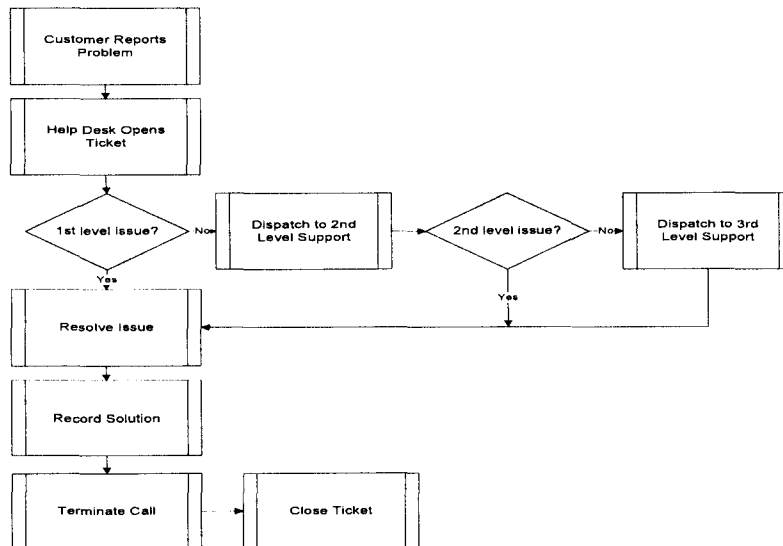 Customer Reports
Problem
Help Desk Opens
Ticket
1st level issue?
No
Dispatch to 2nd
Level Support
2nd level issue?
No
Dispatch to 3rd
Level Support
Yes
Yes
Resolve Issue
Record Solution
Terminate Call
Close Ticket